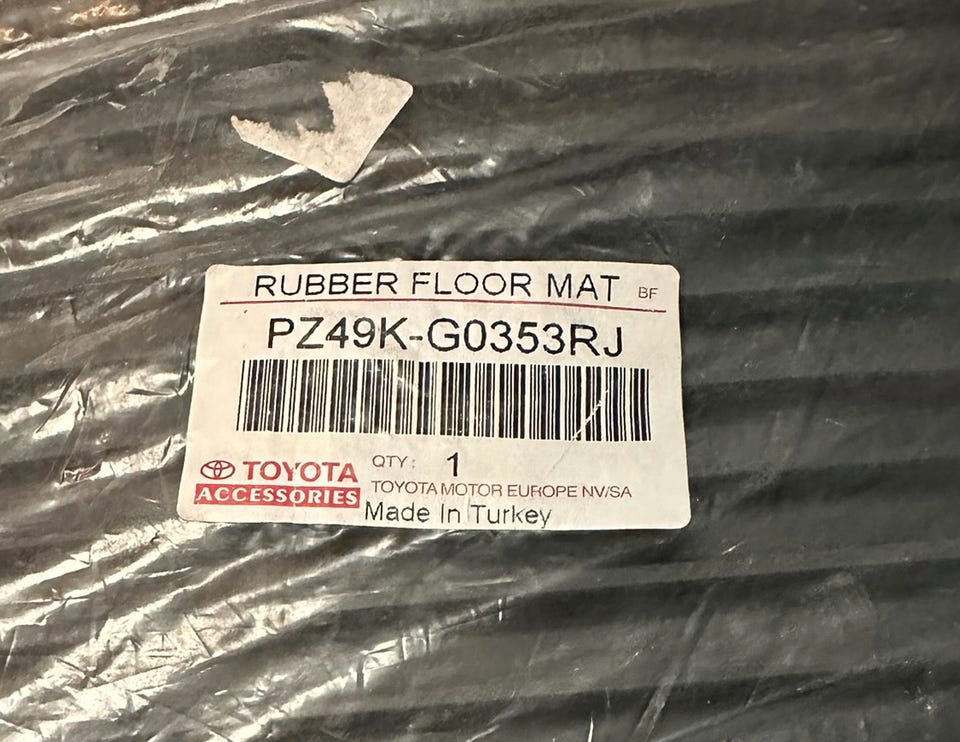 RUBBER FLOOR MAT BF
PZ49K-G0353RJ
TOYOTA QTY: 1
ACCESSORIES TOYOTA MOTOR EUROPE NV/SA
Made In Turkey